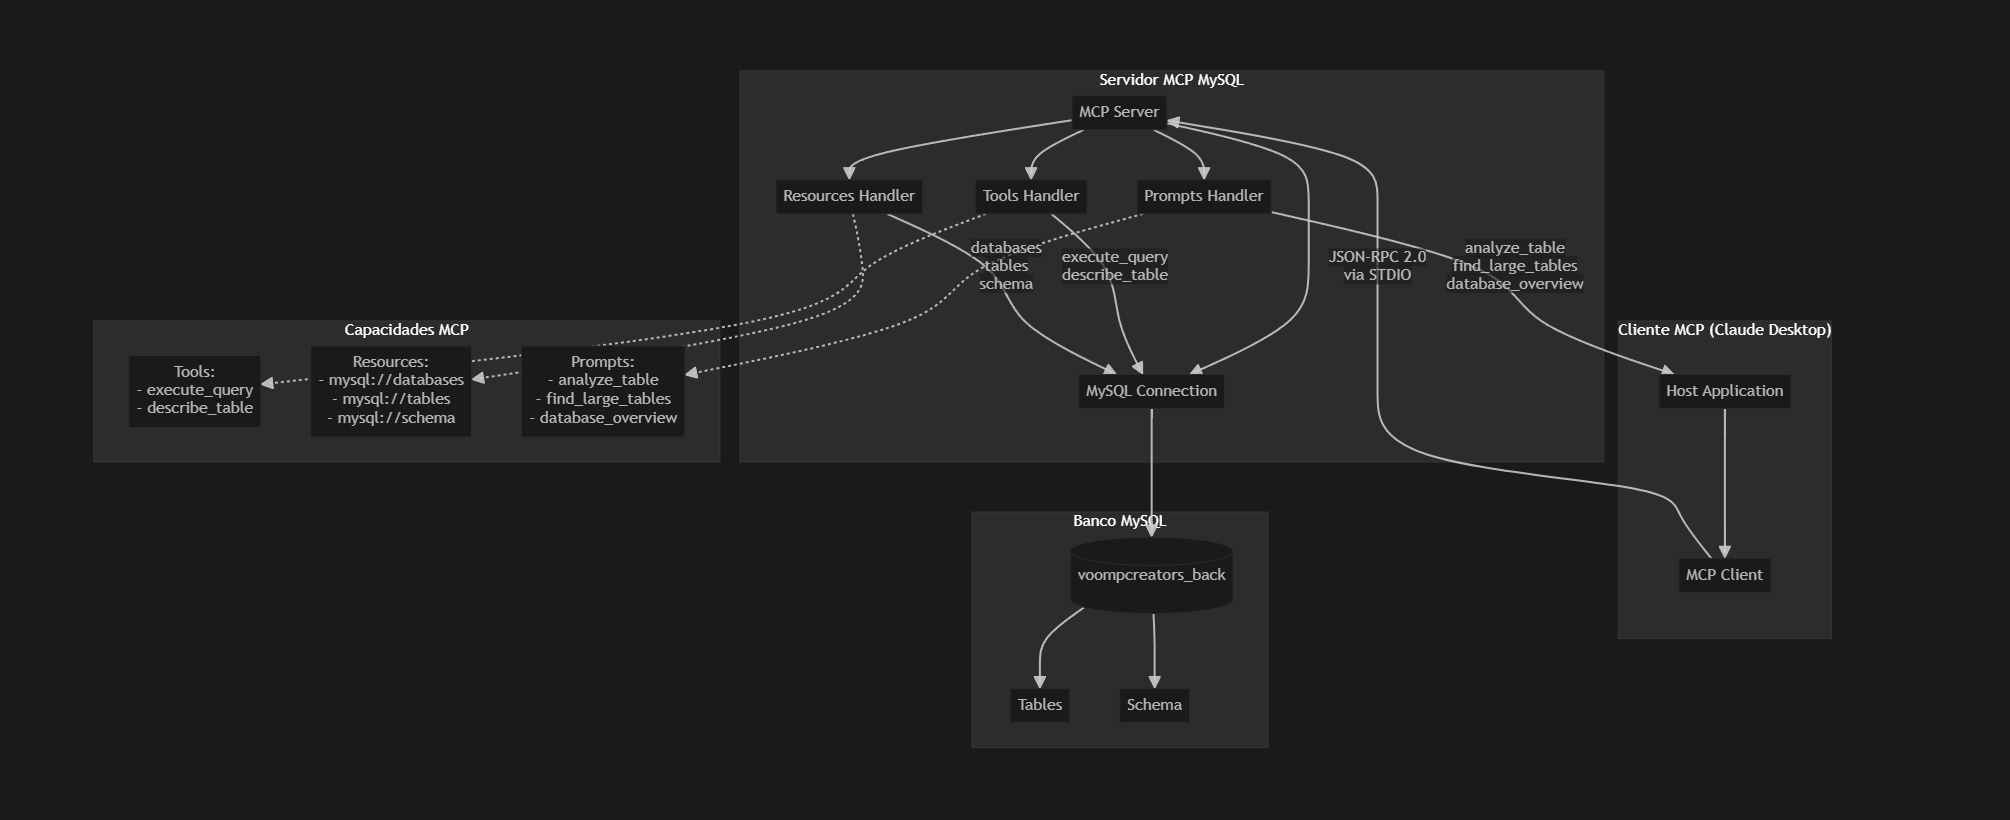 Servidor MCP MySQL
MCP Server
Resources Handler
Tools Handler
Prompts Handler
databases
tables
schema
execute_query
describe_table
JSON-RPC 2.0
via STDIO
analyze_table
find_large_tables
database_overview
Capacidades MCP
Tools:
- execute_query
- describe_table
Resources:
- mysql://databases
- mysql://tables
- mysql://schema
Prompts:
- analyze_table
- find_large_tables
- database_overview
MySQL Connection
Cliente MCP (Claude Desktop)
Host Application
MCP Client
Banco MySQL
voompcreators_back
Tables
Schema